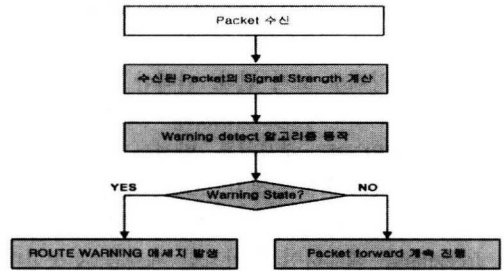 Packet 수신
수신된 Packet의 Signal Strength 계산
Warning detect 알고리즘 동작
Warning State?
YES
NO
ROUTE WARNING 메세지 발생
Packet forward 계속 진행